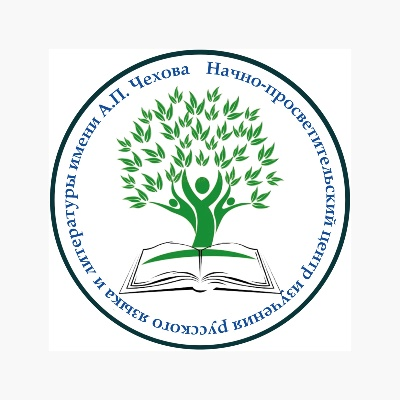 Начно-просветительский центр изучения русского языка и литературы имени А.П. Чехова